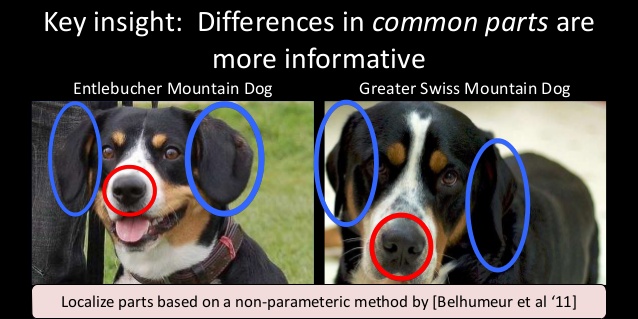 Key insight:  Differences in common parts are
more informative
Entlebucher Mountain Dog
Greater Swiss Mountain Dog
Localize parts based on a non-parameteric method by [Belhumeur et al ‘11]